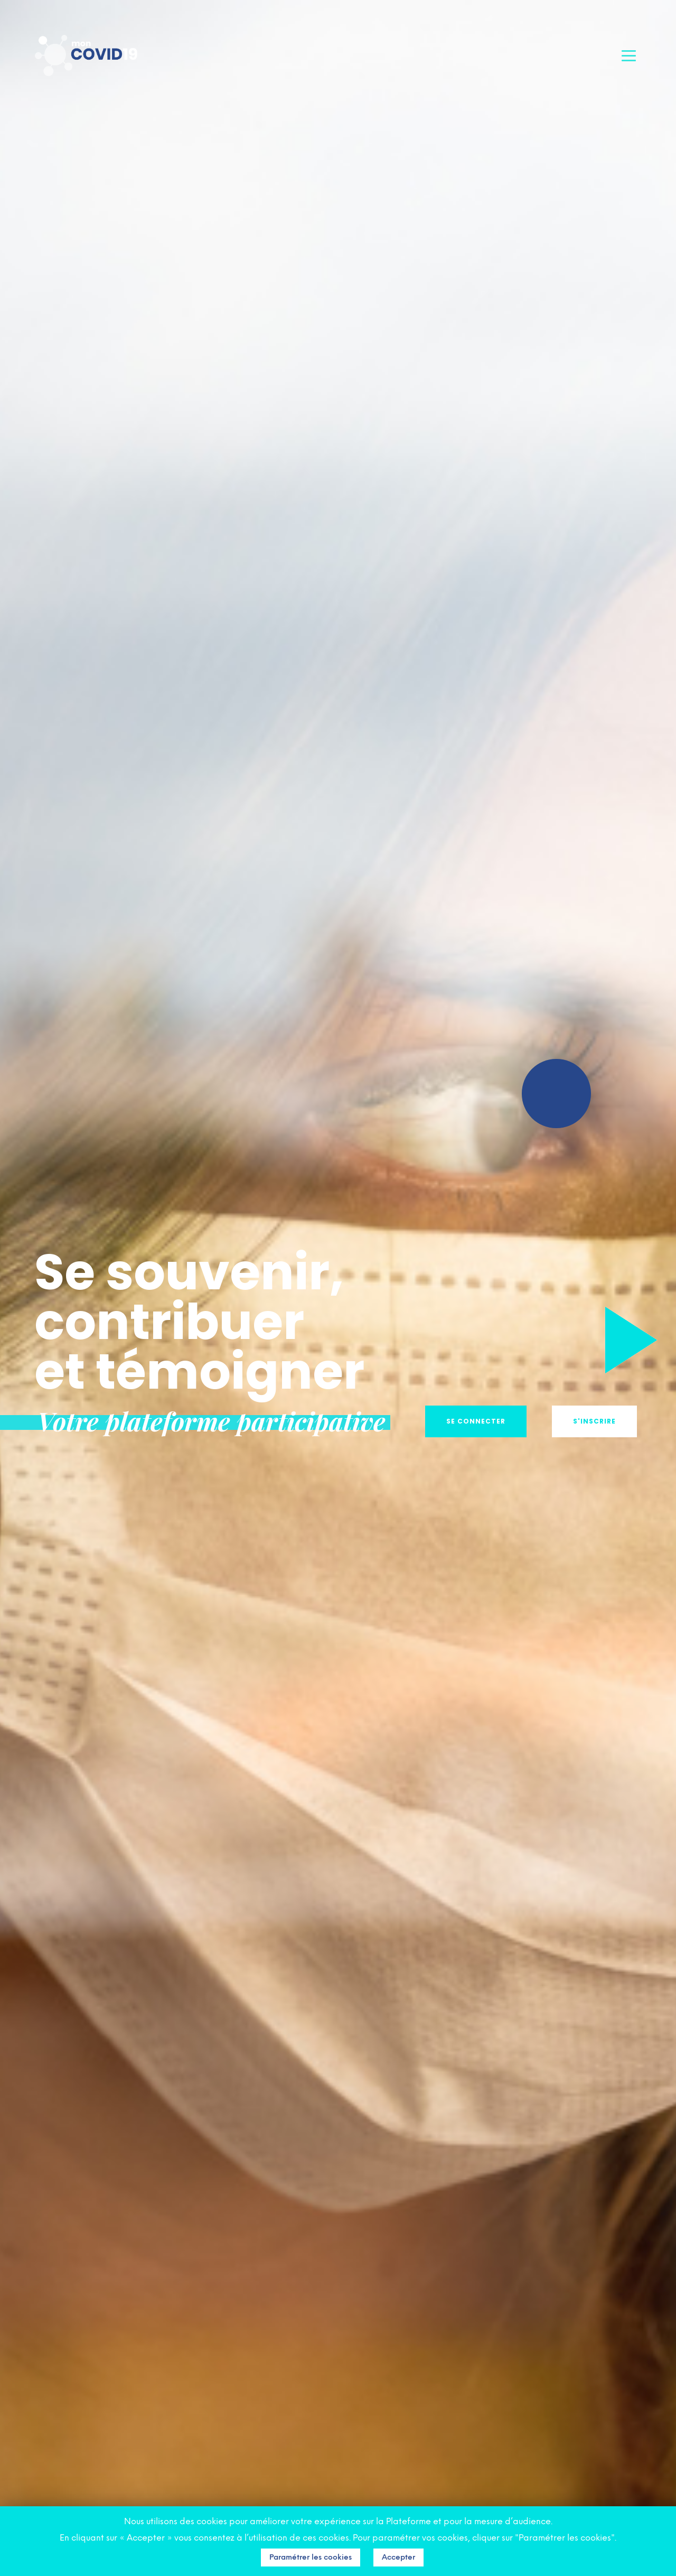 COVID19
Se souvenir,
contribuer
et témoigner
Votre plateforme participative
SE CONNECTER
S'INSCRIRE
Nous utilisons des cookies pour améliorer votre expérience sur la Plateforme et pour la mesure d'audience.
En cliquant sur « Accepter » vous consentez à l'utilisation de ces cookies. Pour paramétrer vos cookies, cliquer sur "Paramétrer les cookies".
Paramétrer les cookies
Accepter